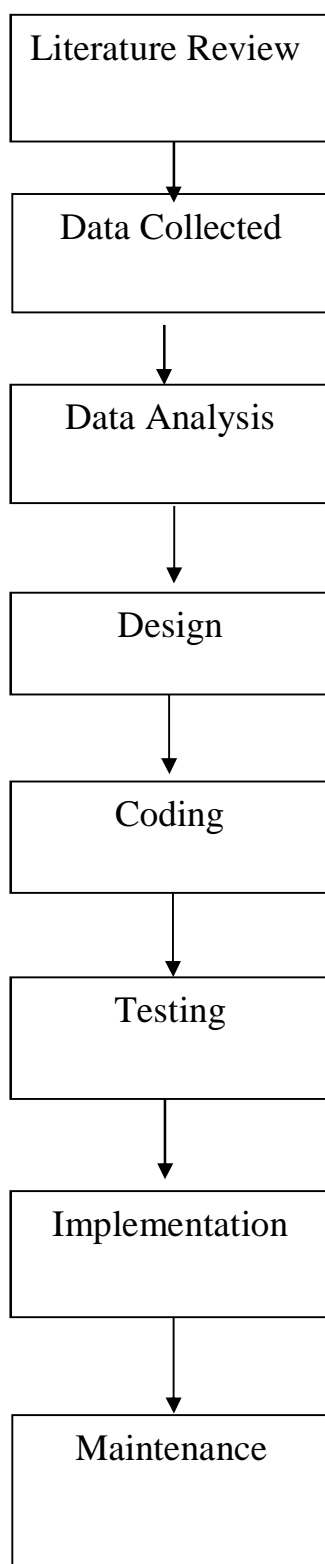 Literature Review
Data Collected
Data Analysis
Design
Coding
Testing
Implementation
Maintenance